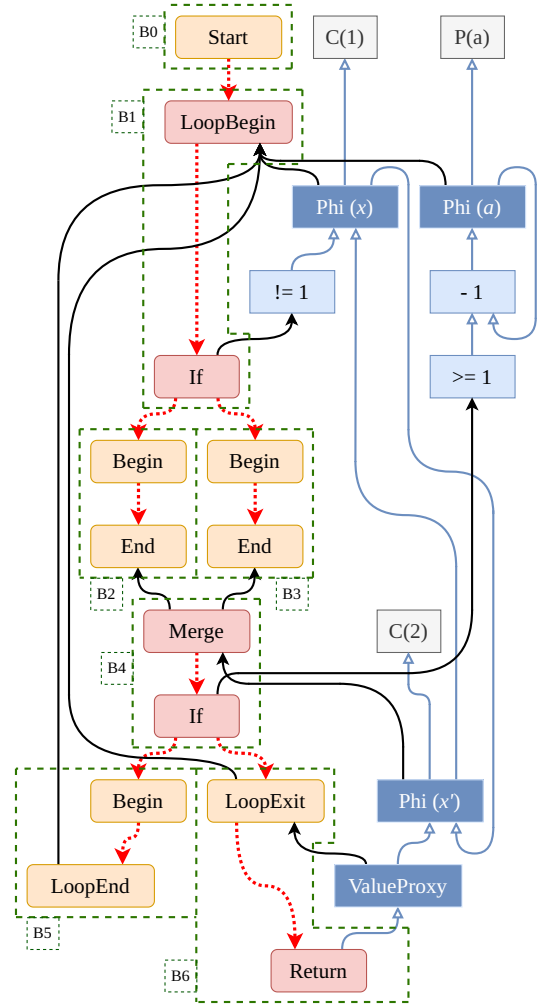 B0
Start
C(1)
P(a)
B1
LoopBegin
Phi (x)
Phi (a)
!= 1
- 1
If
>= 1
Begin
Begin
End
End
B2
B3
Merge
C(2)
B4
If
Begin
LoopExit
Phi (x')
LoopEnd
ValueProxy
B5
B6
Return